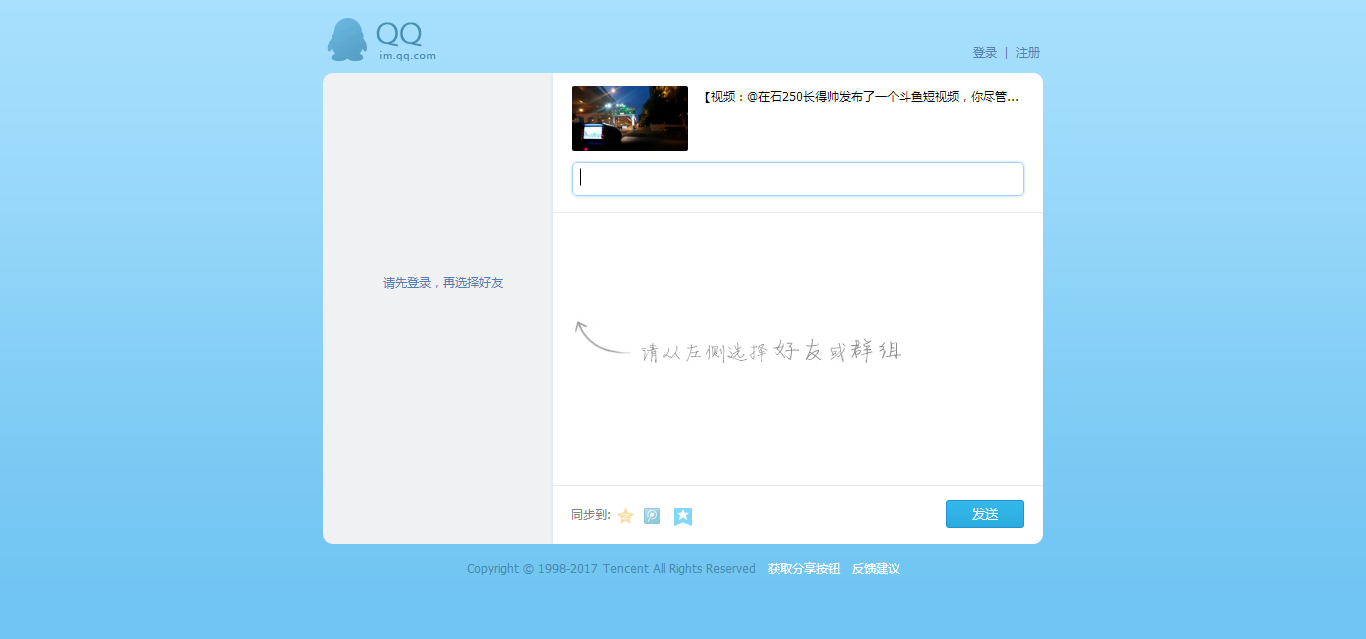 QQ
im.qq.com
登录 | 注册
【视频：@在石250长得帅发布了一个斗鱼短视频，你尽管...
请先登录，再选择好友
请从左侧选择好友或群组
同步到:
发送
Copyright © 1998-2017 Tencent All Rights Reserved 获取分享按钮 反馈建议